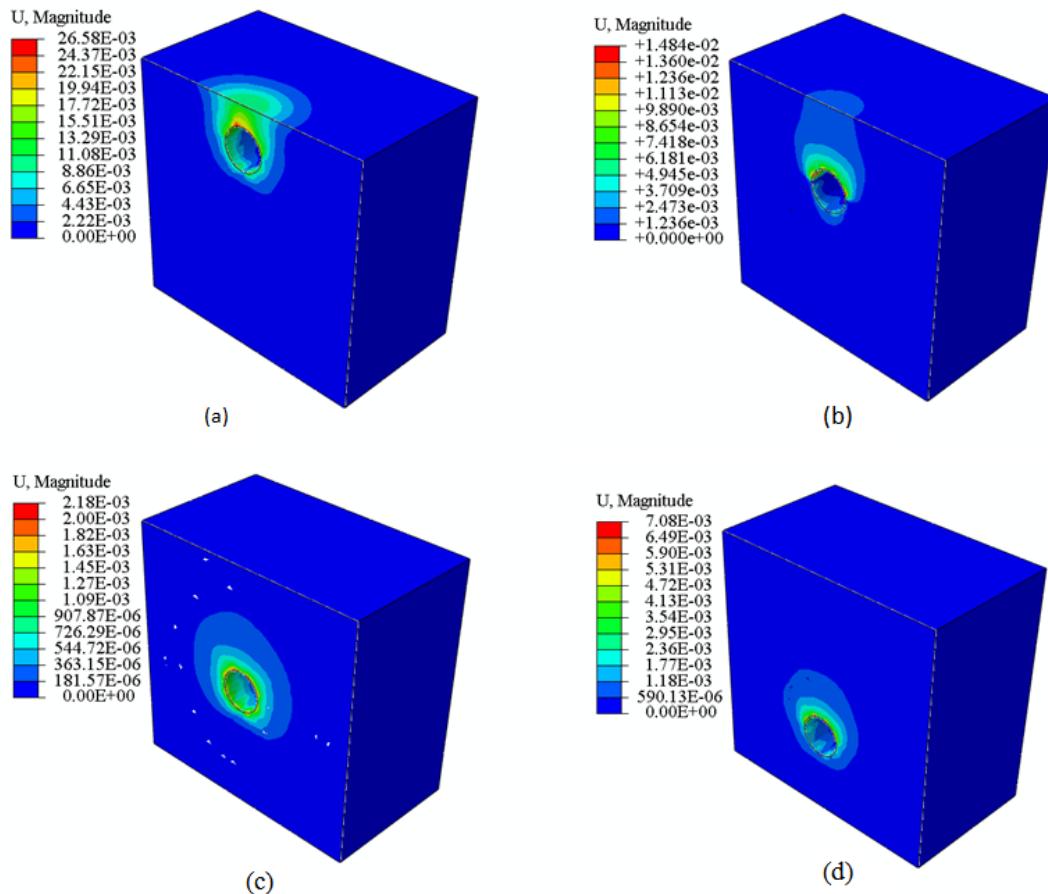 U, Magnitude
26.58E-03
24.37E-03
22.15E-03
19.94E-03
17.72E-03
15.51E-03
13.29E-03
11.08E-03
8.86E-03
6.65E-03
4.43E-03
2.22E-03
0.00E+00
(a)
U, Magnitude
+1.484e-02
+1.360e-02
+1.236e-02
+1.113e-02
+9.890e-03
+8.654e-03
+7.418e-03
+6.181e-03
+4.945e-03
+3.709e-03
+2.473e-03
+1.236e-03
+0.000e+00
(b)
U, Magnitude
2.18E-03
2.00E-03
1.82E-03
1.63E-03
1.45E-03
1.27E-03
1.09E-03
907.87E-06
726.29E-06
544.72E-06
363.15E-06
181.57E-06
0.00E+00
(c)
U, Magnitude
7.08E-03
6.49E-03
5.90E-03
5.31E-03
4.72E-03
4.13E-03
3.54E-03
2.95E-03
2.36E-03
1.77E-03
1.18E-03
590.13E-06
0.00E+00
(d)